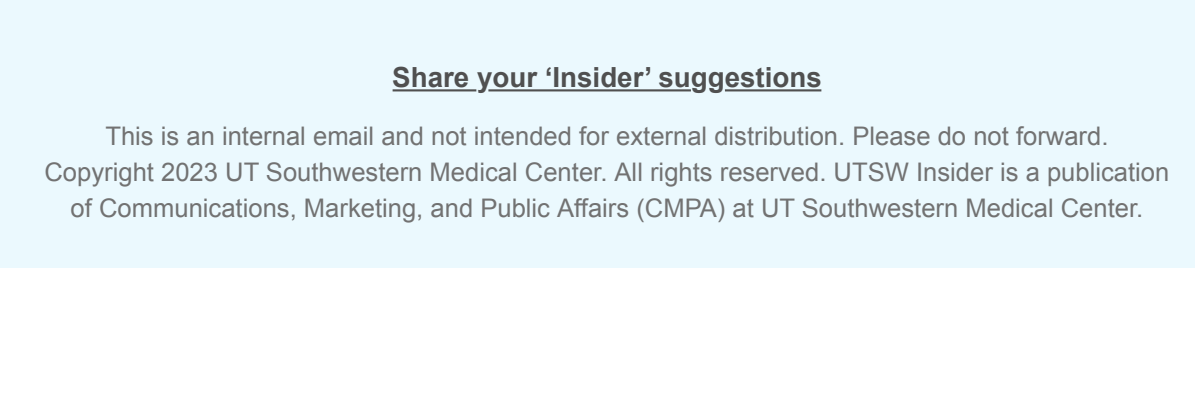 Share your ‘Insider’ suggestions
This is an internal email and not intended for external distribution. Please do not forward.
Copyright 2023 UT Southwestern Medical Center. All rights reserved. UTSW Insider is a publication
of Communications, Marketing, and Public Affairs (CMPA) at UT Southwestern Medical Center.